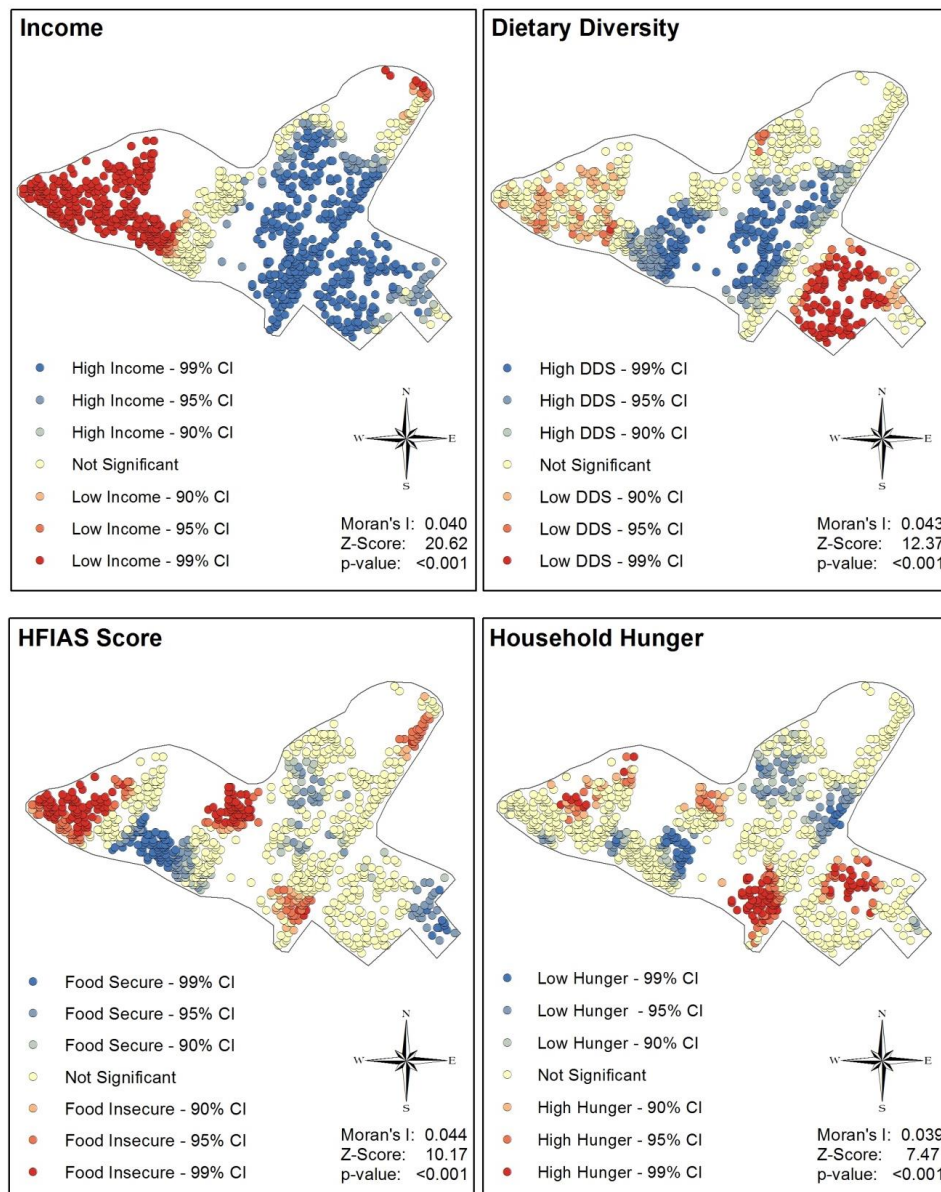 Income
High Income - 99% CI
High Income - 95% CI
High Income - 90% CI
Not Significant
Low Income - 90% CI
Low Income - 95% CI
Low Income - 99% CI
N
W E
S
Moran's I: 0.040
Z-Score: 20.62
p-value: <0.001
Dietary Diversity
High DDS - 99% CI
High DDS - 95% CI
High DDS - 90% CI
Not Significant
Low DDS - 90% CI
Low DDS - 95% CI
Low DDS - 99% CI
N
W E
S
Moran's I: 0.043
Z-Score: 12.37
p-value: <0.001
HFIAS Score
Food Secure - 99% CI
Food Secure - 95% CI
Food Secure - 90% CI
Not Significant
Food Insecure - 90% CI
Food Insecure - 95% CI
Food Insecure - 99% CI
N
W E
S
Moran's I: 0.044
Z-Score: 10.17
p-value: <0.001
Household Hunger
Low Hunger - 99% CI
Low Hunger - 95% CI
Low Hunger - 90% CI
Not Significant
High Hunger - 90% CI
High Hunger - 95% CI
High Hunger - 99% CI
N
W E
S
Moran's I: 0.039
Z-Score: 7.47
p-value: <0.001